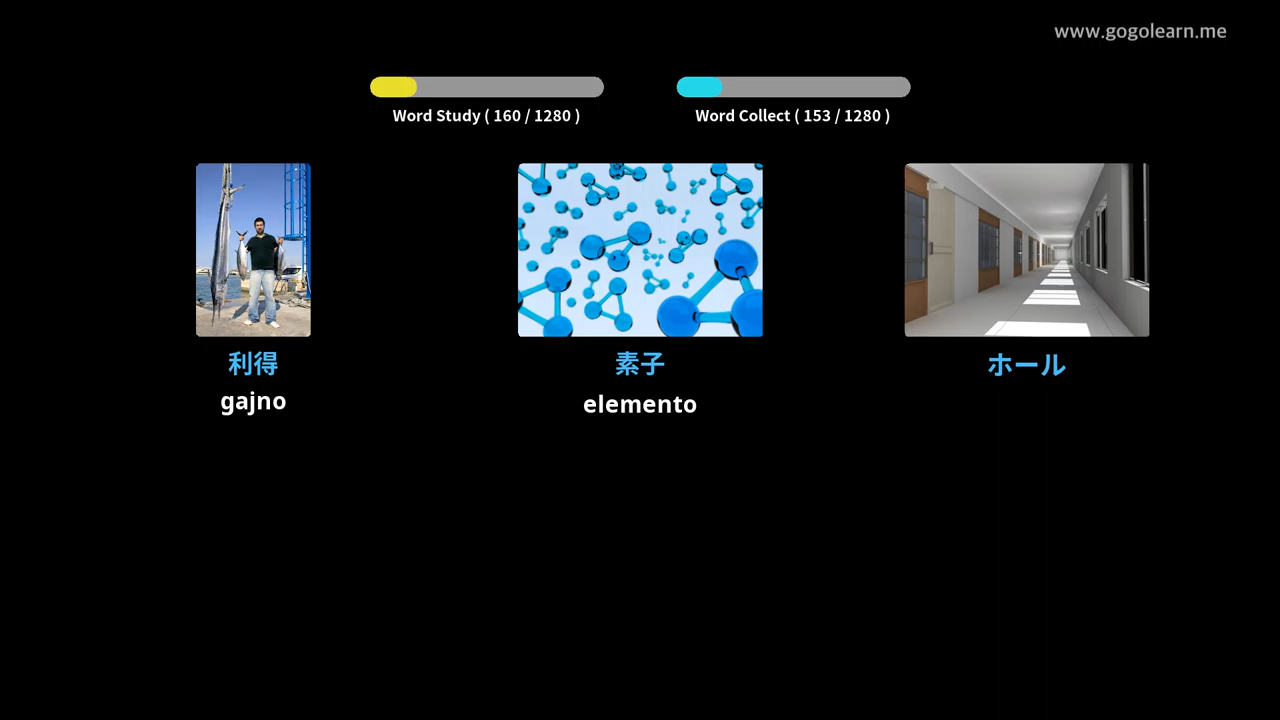 www.gogolearn.me
Word Study ( 160 / 1280 )
Word Collect ( 153 / 1280 )
利得
gajno
素子
elemento
ホール